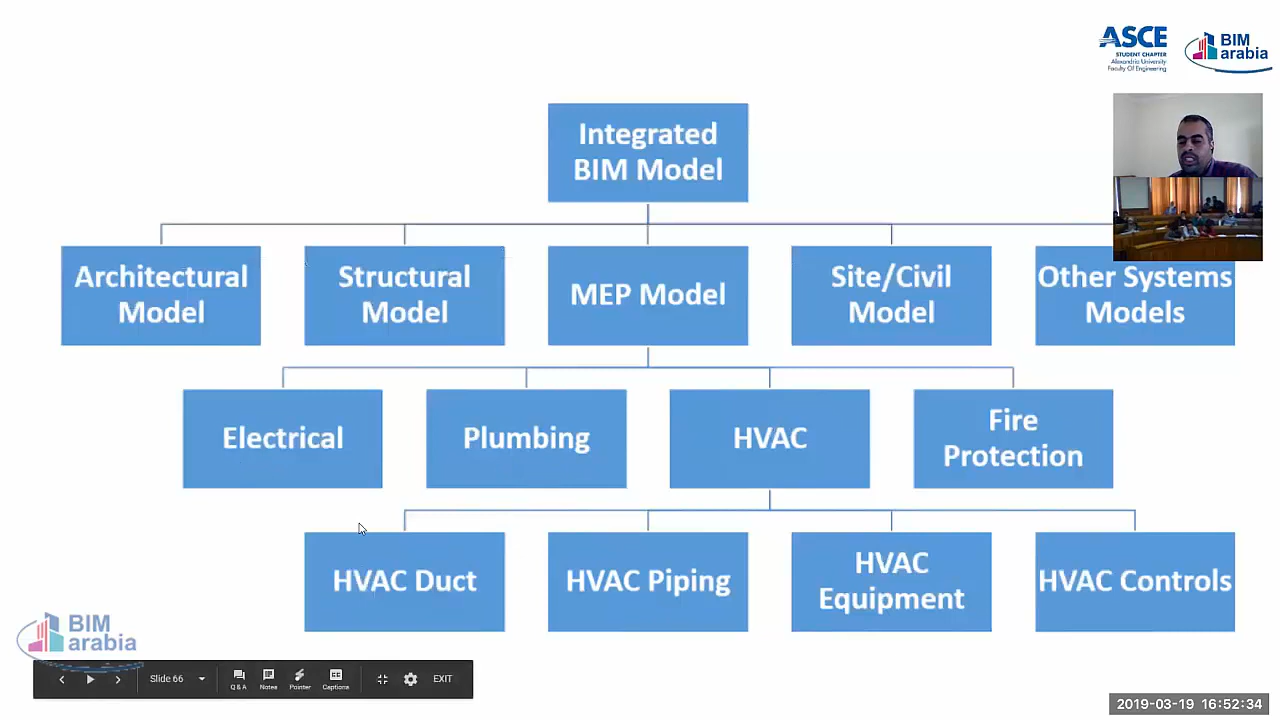 ASCE
STUDENT CHAPTER
Alexandria University
Faculty Of Engineering
BIM
arabia
Integrated
BIM Model
Architectural
Model
Structural
Model
MEP Model
Site/Civil
Model
Other Systems
Models
Electrical
Plumbing
HVAC
Fire
Protection
HVAC Duct
HVAC Piping
HVAC
Equipment
HVAC Controls
BIM
arabia
Slide 66
Q & A
Notes
Pointer
CC
Captions
EXIT
2019-03-19 16:52:34